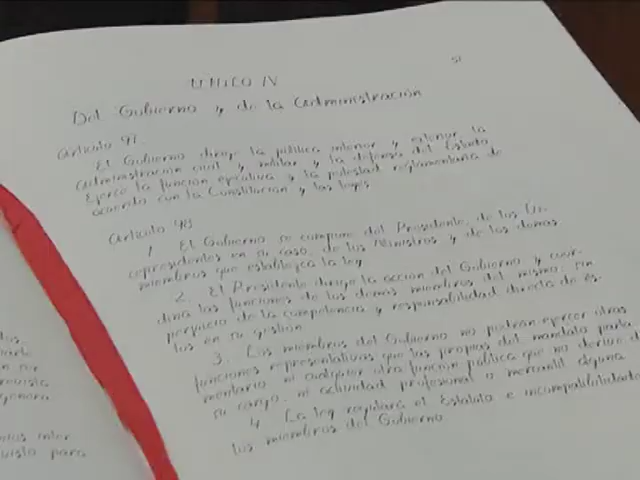 51
TÍTULO IV
Del Gobierno y de la Administración
Artículo 97
El Gobierno dirige la política interior y exterior, la
Administración civil y militar y la defensa del Estado
Ejerce la función ejecutiva y la potestad reglamentaria de
acuerdo con la Constitución y las leyes
Artículo 98
1. El Gobierno se compone del Presidente, de los Vi-
cepresidentes en su caso, de los Ministros y de los demás
miembros que establezca la ley
2. El Presidente dirige la acción del Gobierno y coor-
dina las funciones de los demás miembros del mismo, sin
perjuicio de la competencia y responsabilidad directa de és-
tos en su gestión
3. Los miembros del Gobierno no podrán ejercer otras
funciones representativas que las propias del mandato parla-
mentario, ni cualquier otra función pública que no derive de
su cargo, ni actividad profesional o mercantil alguna
4. La ley regulará el Estatuto e incompatibilidades
los miembros del Gobierno
para